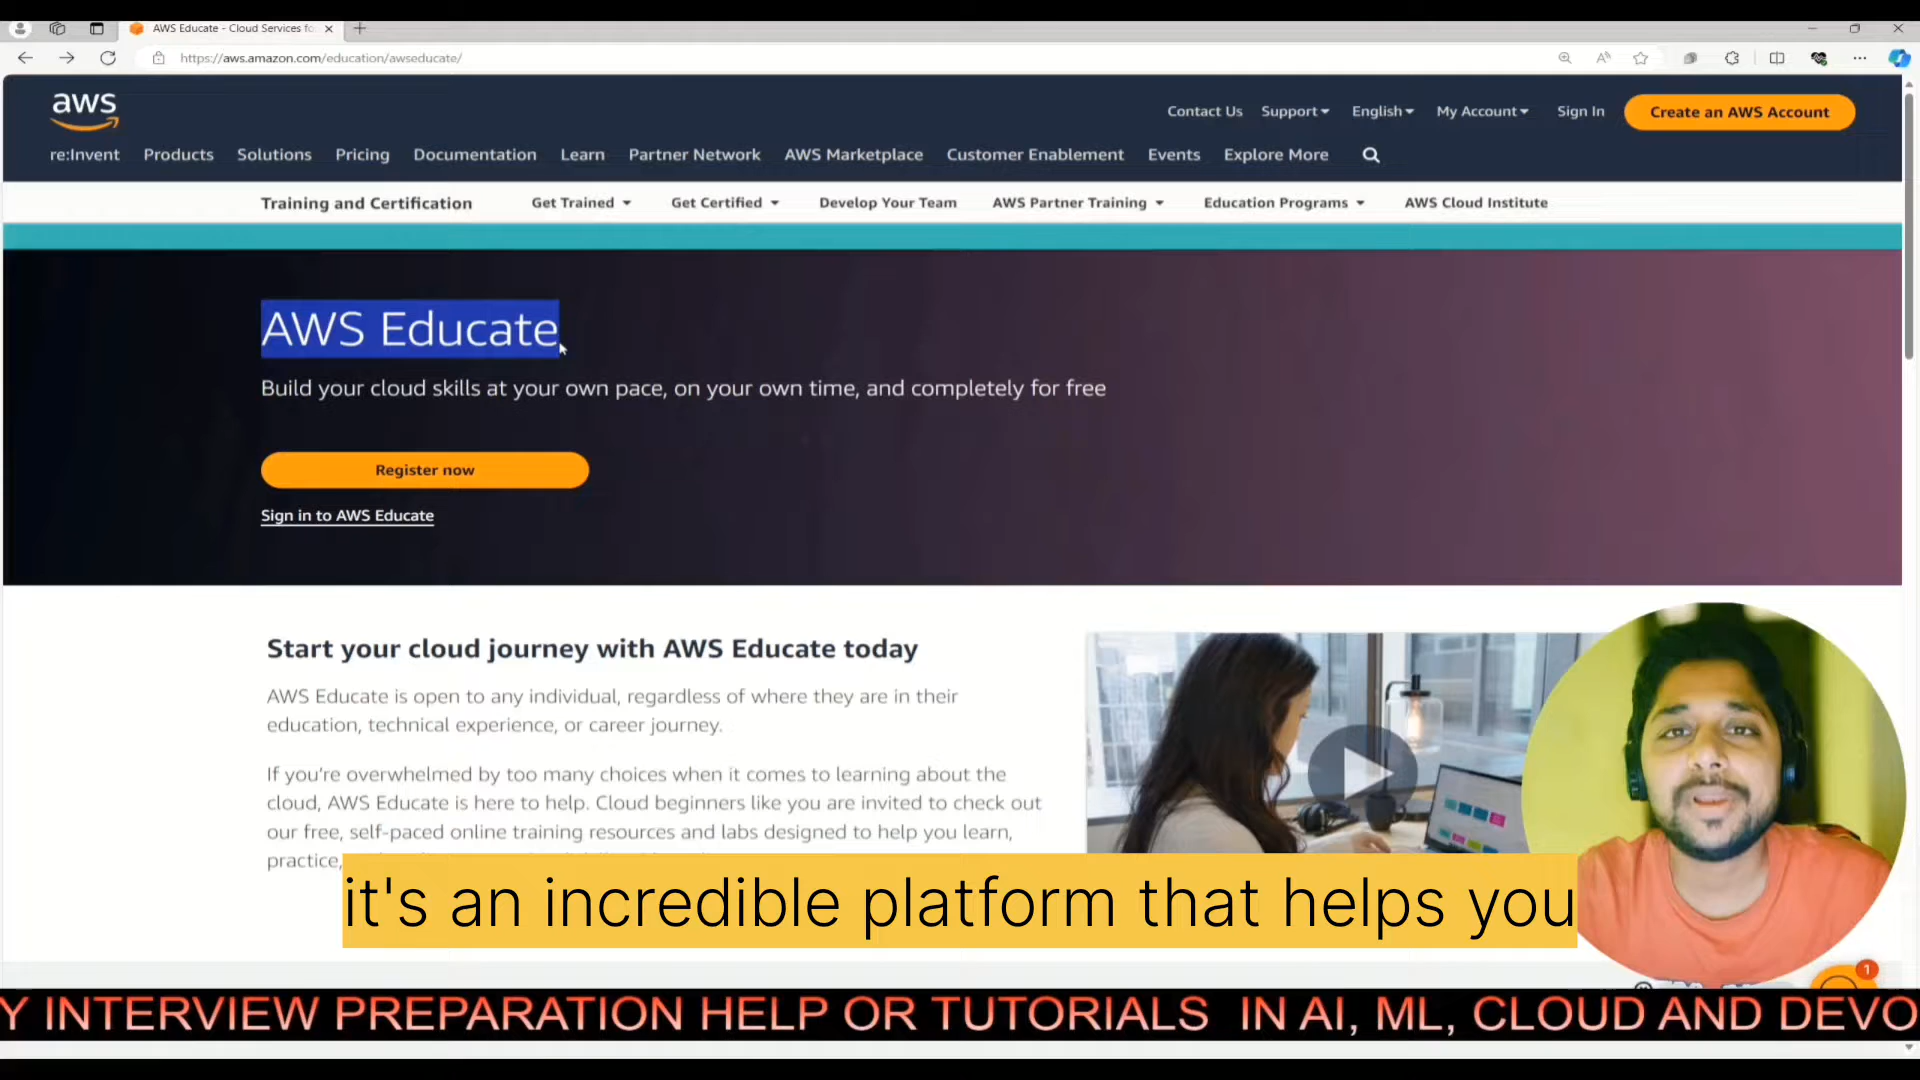 AWS Educate - Cloud Services fo
https://aws.amazon.com/education/awseducate/
aws
Contact Us Support English My Account Sign In Create an AWS Account
re:Invent Products Solutions Pricing Documentation Learn Partner Network AWS Marketplace Customer Enablement Events Explore More
Training and Certification Get Trained Get Certified Develop Your Team AWS Partner Training Education Programs AWS Cloud Institute
AWS Educate
Build your cloud skills at your own pace, on your own time, and completely for free
Register now
Sign in to AWS Educate
Start your cloud journey with AWS Educate today
AWS Educate is open to any individual, regardless of where they are in their
education, technical experience, or career journey.
If you're overwhelmed by too many choices when it comes to learning about the
cloud, AWS Educate is here to help. Cloud beginners like you are invited to check out
our free, self-paced online training resources and labs designed to help you learn,
practice,
it's an incredible platform that helps you
1
Y INTERVIEW PREPARATION HELP OR TUTORIALS IN AI, ML, CLOUD AND DEVO